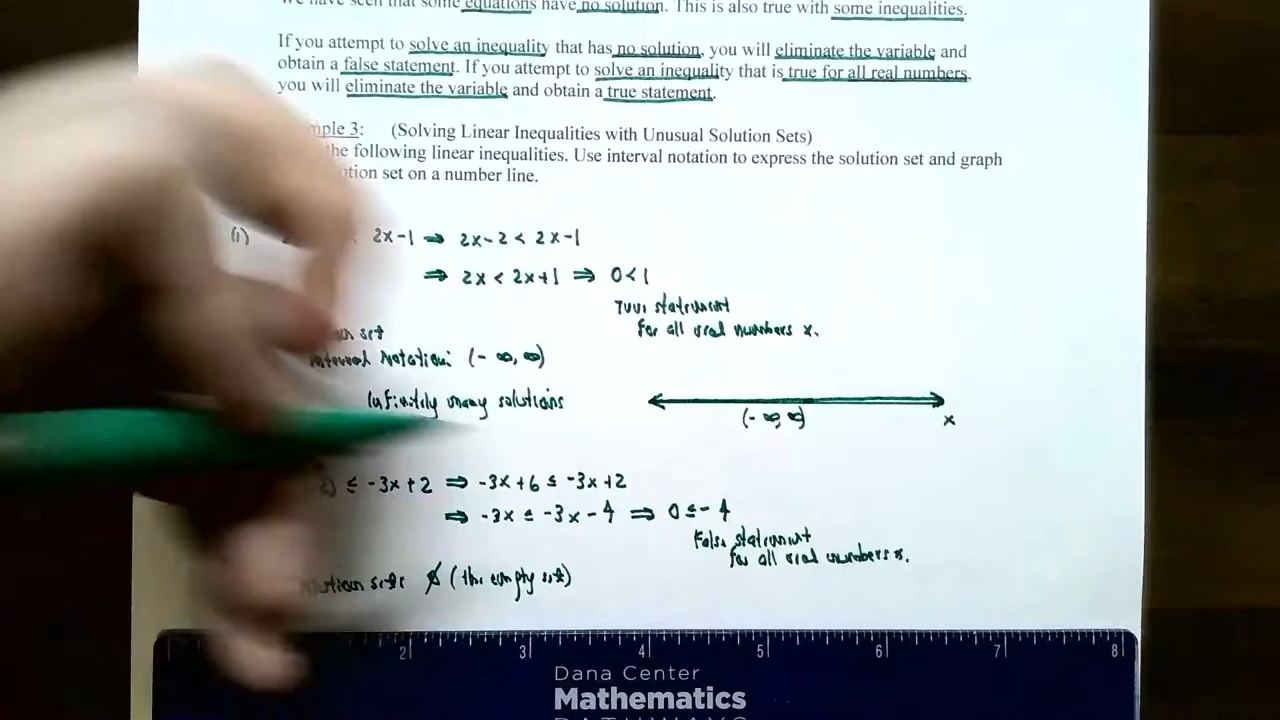 We have seen that some equations have no solution. This is also true with some inequalities.
If you attempt to solve an inequality that has no solution, you will eliminate the variable and
obtain a false statement. If you attempt to solve an inequality that is true for all real numbers,
you will eliminate the variable and obtain a true statement.
mple 3: (Solving Linear Inequalities with Unusual Solution Sets)
the following linear inequalities. Use interval notation to express the solution set and graph
tion set on a number line.
(1) 2x-1 ⇒ 2x-2 < 2x-1
⇒ 2x < 2x+1 ⇒ 0<1
True statement
for all real numbers x.
set
Interval Notation: (-∞, ∞)
Infinitely many solutions
(-∞, ∞)
x
) ≤ -3x+2 ⇒ -3x+6 ≤ -3x+2
⇒ -3x ≤ -3x-4 ⇒ 0≤-4
False statement
for all real numbers x.
lution set: ∅ (the empty set)
2 3 4 5 6 7 8
Dana Center
Mathematics
PATHWAYS